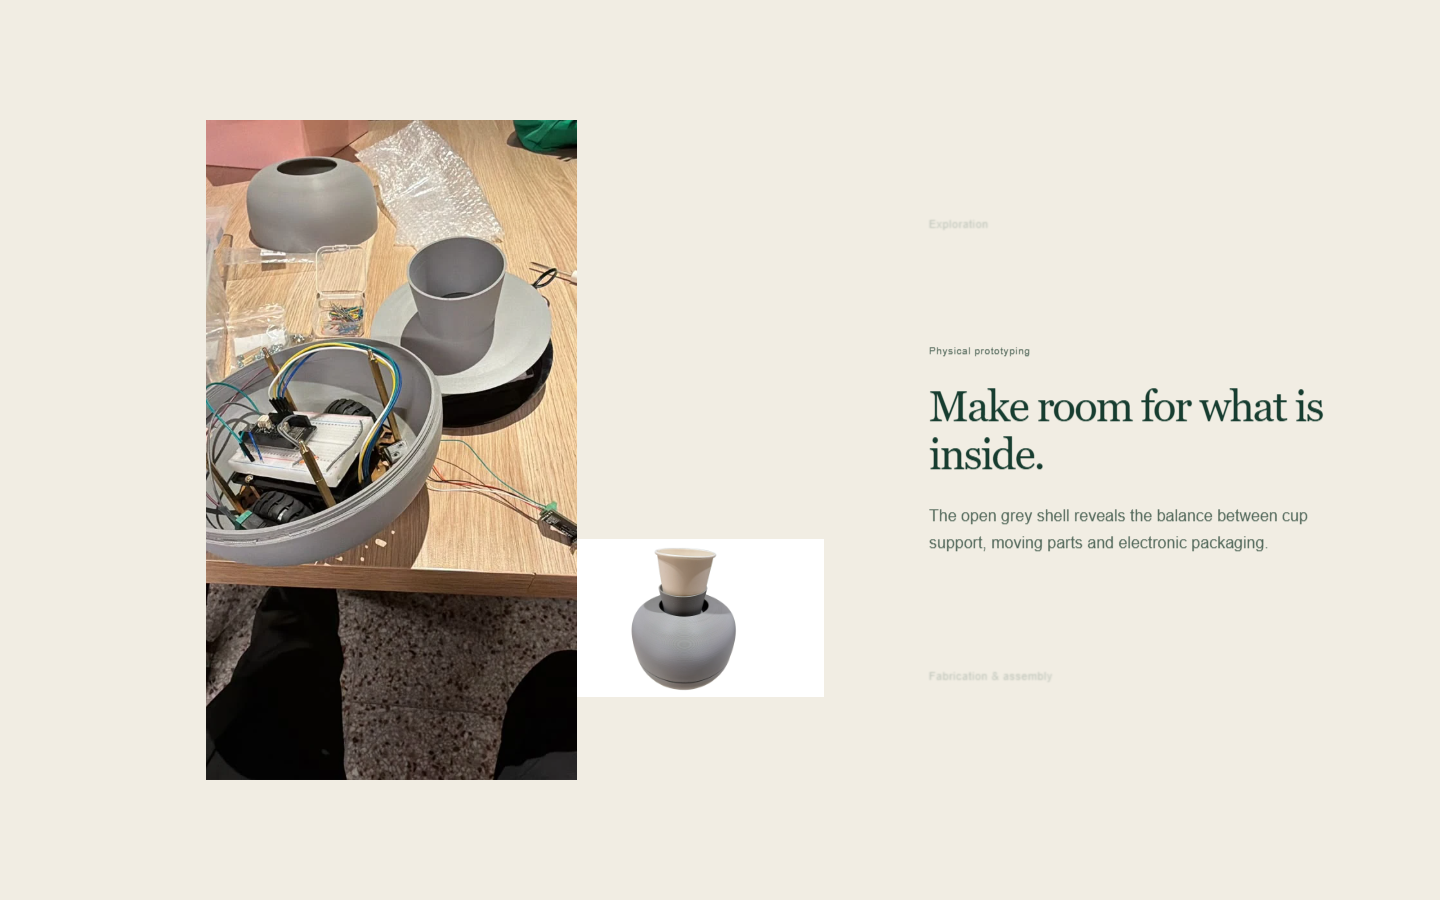 Exploration
Physical prototyping
Make room for what is
inside.
The open grey shell reveals the balance between cup
support, moving parts and electronic packaging.
Fabrication & assembly